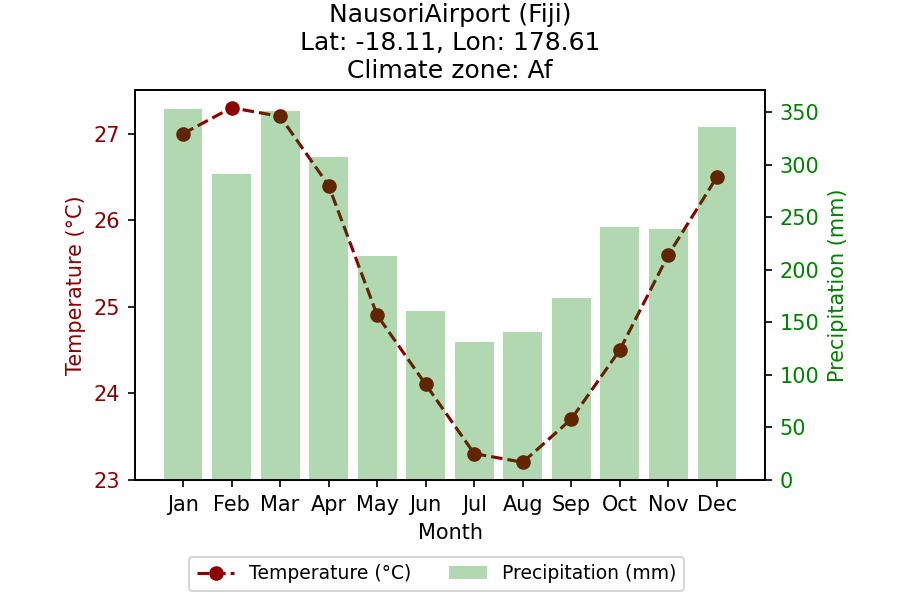 NausoriAirport (Fiji)
Lat: -18.11, Lon: 178.61
Climate zone: Af
27
26
25
24
23
Temperature (°C)
350
300
250
200
150
100
50
0
Precipitation (mm)
Jan Feb Mar Apr May Jun Jul Aug Sep Oct Nov Dec
Month
Temperature (°C) Precipitation (mm)